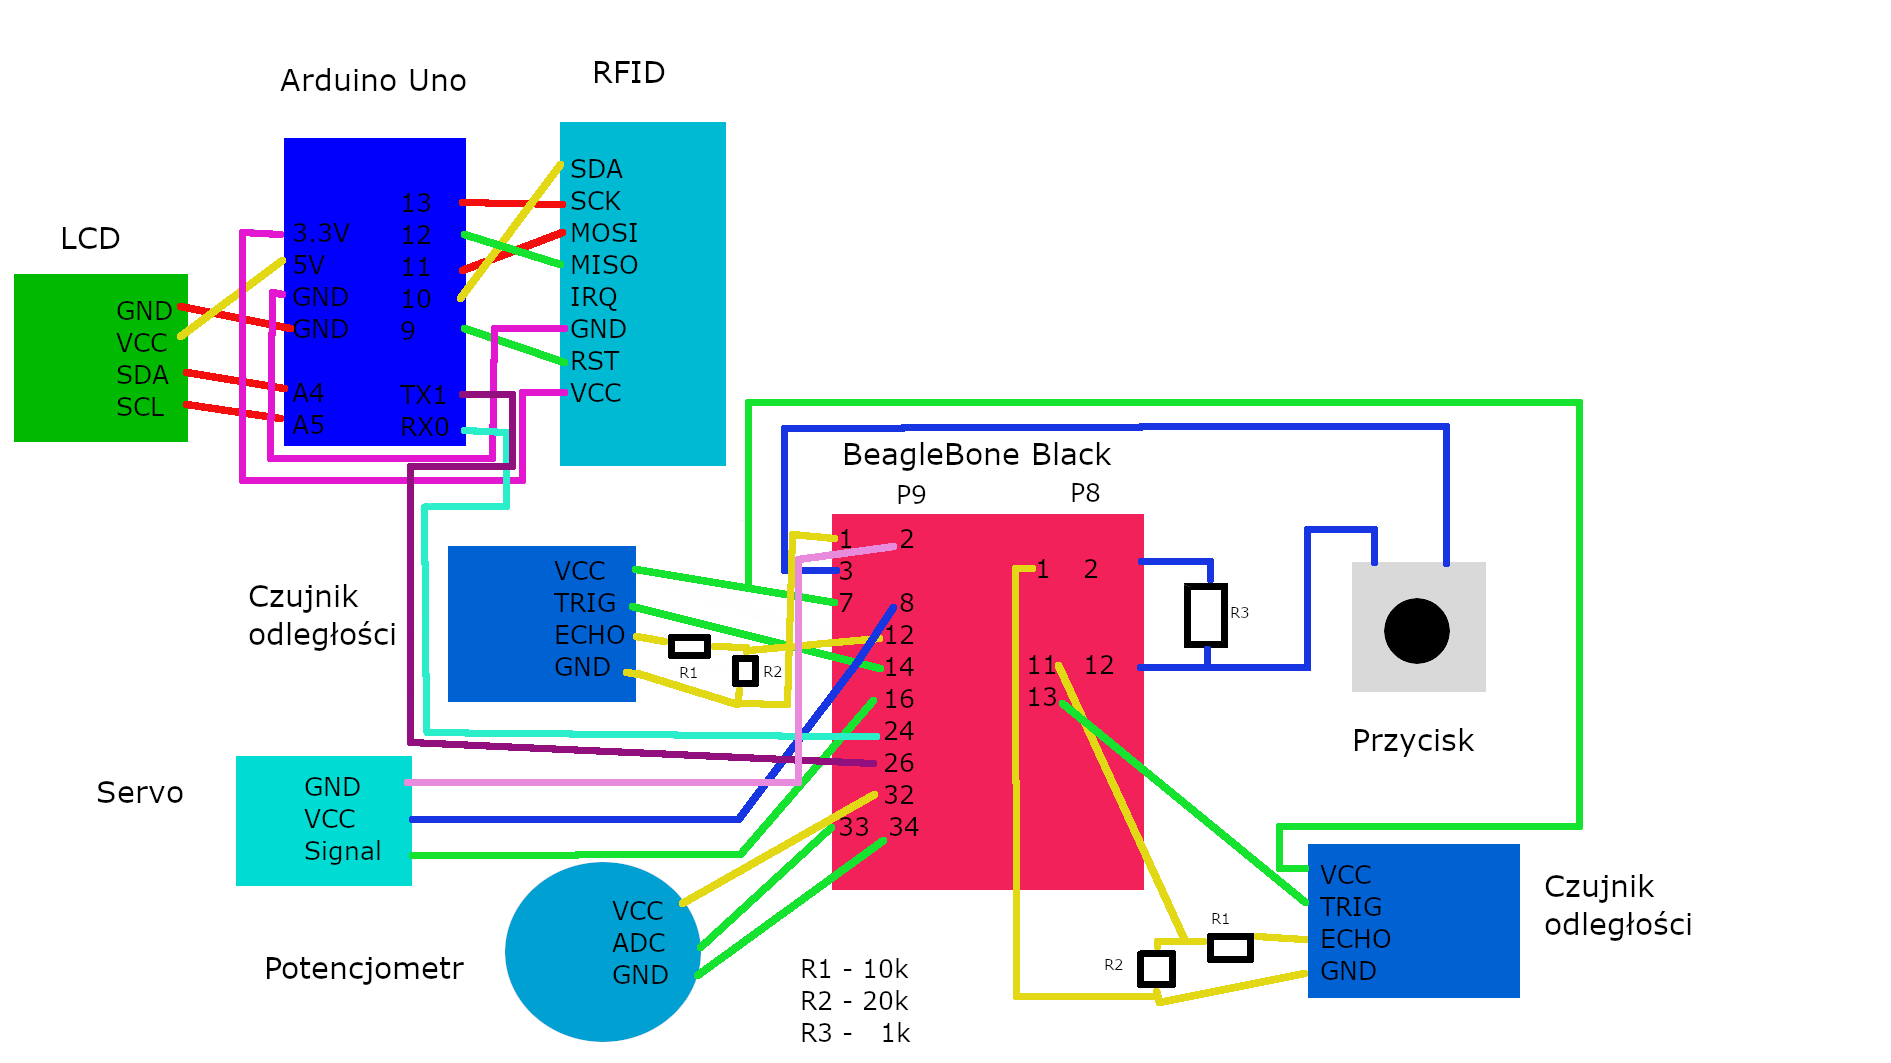 Arduino Uno
RFID
LCD
GND
VCC
SDA
SCL
3.3V
5V
GND
GND
A4
A5
13
12
11
10
9
TX1
RX0
SDA
SCK
MOSI
MISO
IRQ
GND
RST
VCC
BeagleBone Black
P9
P8
1 2
3
7 8
12
14
16
24
26
32
33 34
1 2
11 12
13
Czujnik
odległości
VCC
TRIG
ECHO
GND
R1
R2
R3
Przycisk
Servo
GND
VCC
Signal
Potencjometr
VCC
ADC
GND
R1 - 10k
R2 - 20k
R3 - 1k
R1
R2
VCC
TRIG
ECHO
GND
Czujnik
odległości